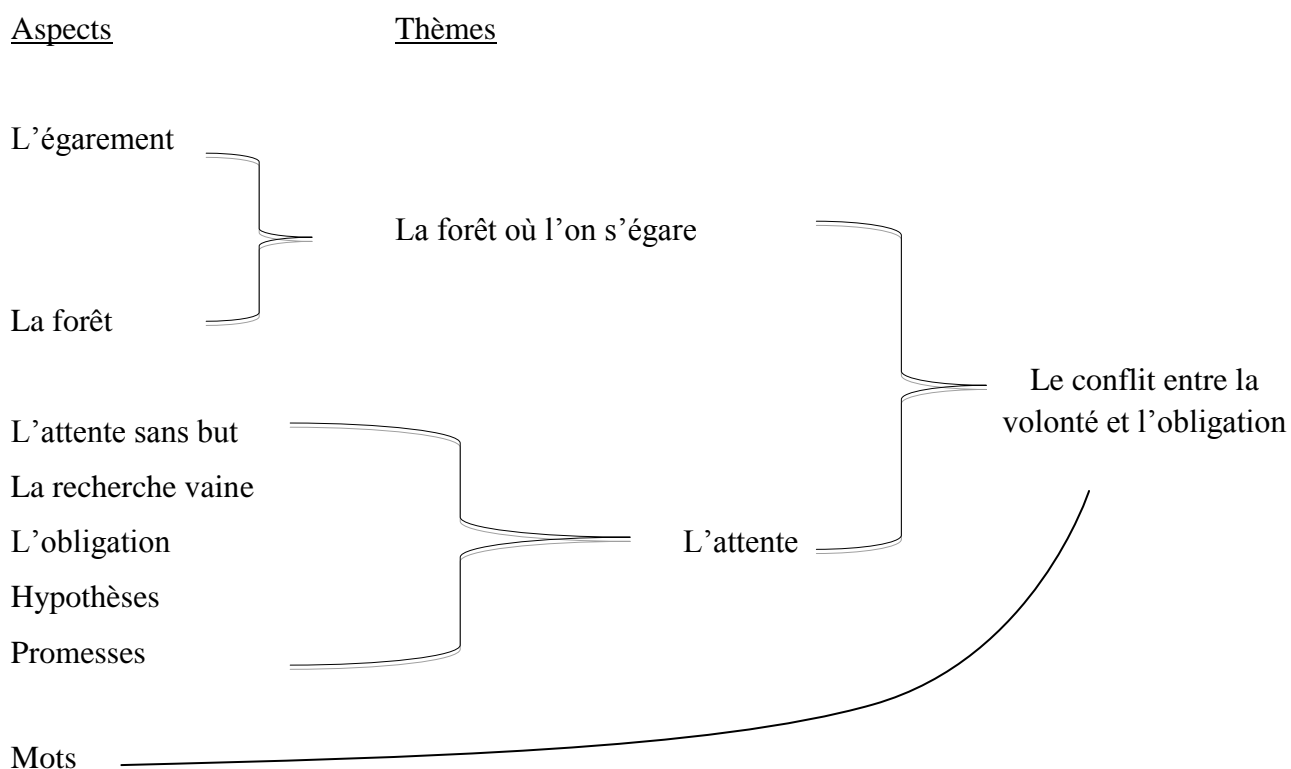 Aspects Thèmes
L’égarement
La forêt où l’on s’égare
La forêt
Le conflit entre la
volonté et l’obligation
L’attente sans but
La recherche vaine
L’obligation
L’attente
Hypothèses
Promesses
Mots